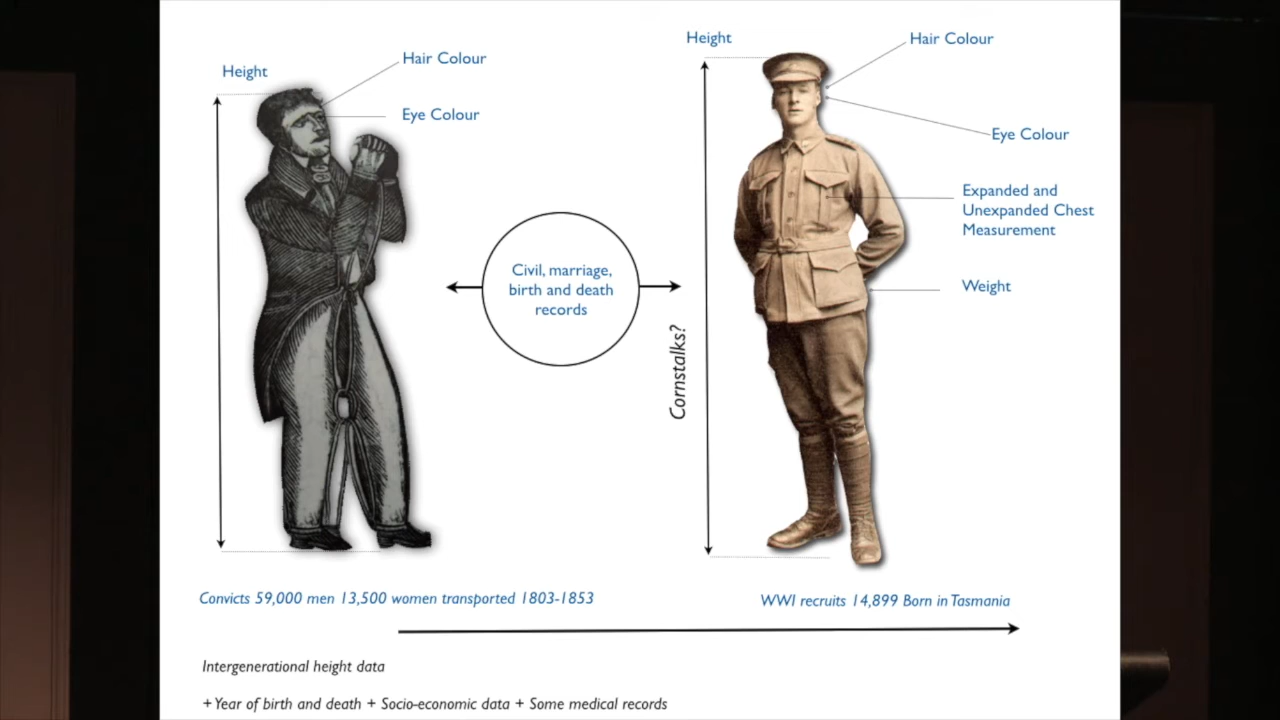 Height
Hair Colour
Eye Colour
Civil, marriage,
birth and death
records
Cornstalks?
Height
Hair Colour
Eye Colour
Expanded and
Unexpanded Chest
Measurement
Weight
Convicts 59,000 men 13,500 women transported 1803-1853
WWI recruits 14,899 Born in Tasmania
Intergenerational height data
+ Year of birth and death + Socio-economic data + Some medical records